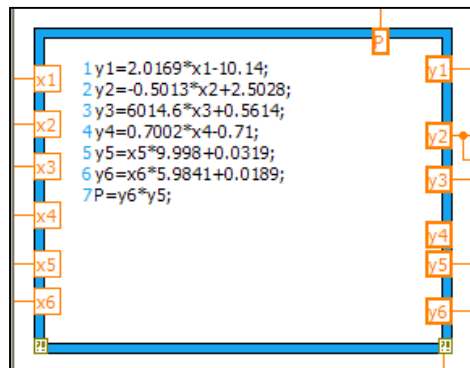 P
x1
x2
x3
x4
x5
x6
1 y1=2.0169*x1-10.14;
2 y2=-0.5013*x2+2.5028;
3 y3=6014.6*x3+0.5614;
4 y4=0.7002*x4-0.71;
5 y5=x5*9.998+0.0319;
6 y6=x6*5.9841+0.0189;
7 P=y6*y5;
y1
y2
y3
y4
y5
y6
?!
?!